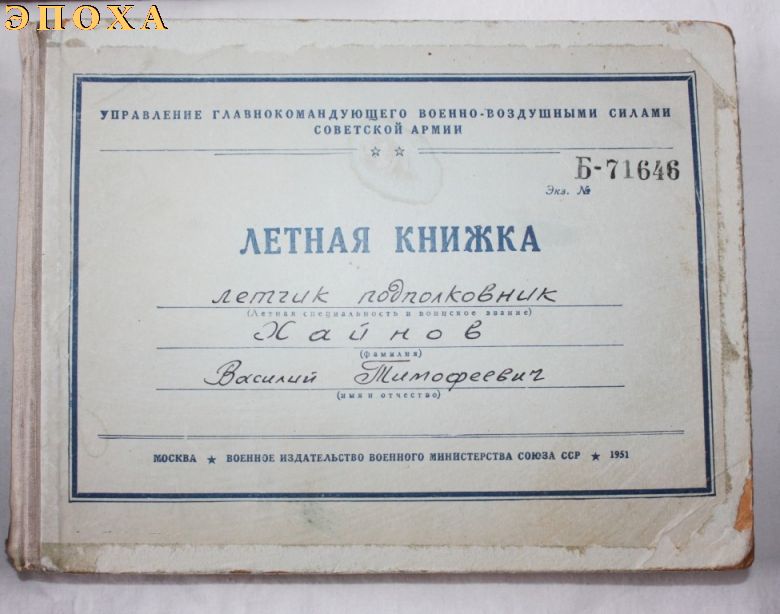 ЭПОХА
УПРАВЛЕНИЕ ГЛАВНОКОМАНДУЮЩЕГО ВОЕННО-ВОЗДУШНЫМИ СИЛАМИ
СОВЕТСКОЙ АРМИИ
Б-71646
Экз. №
ЛЕТНАЯ КНИЖКА
летчик подполковник
(Летная специальность и воинское звание)
Хайнов
(фамилия)
Василий Тимофеевич
(имя и отчество)
МОСКВА ★ ВОЕННОЕ ИЗДАТЕЛЬСТВО ВОЕННОГО МИНИСТЕРСТВА СОЮЗА ССР ★ 1951